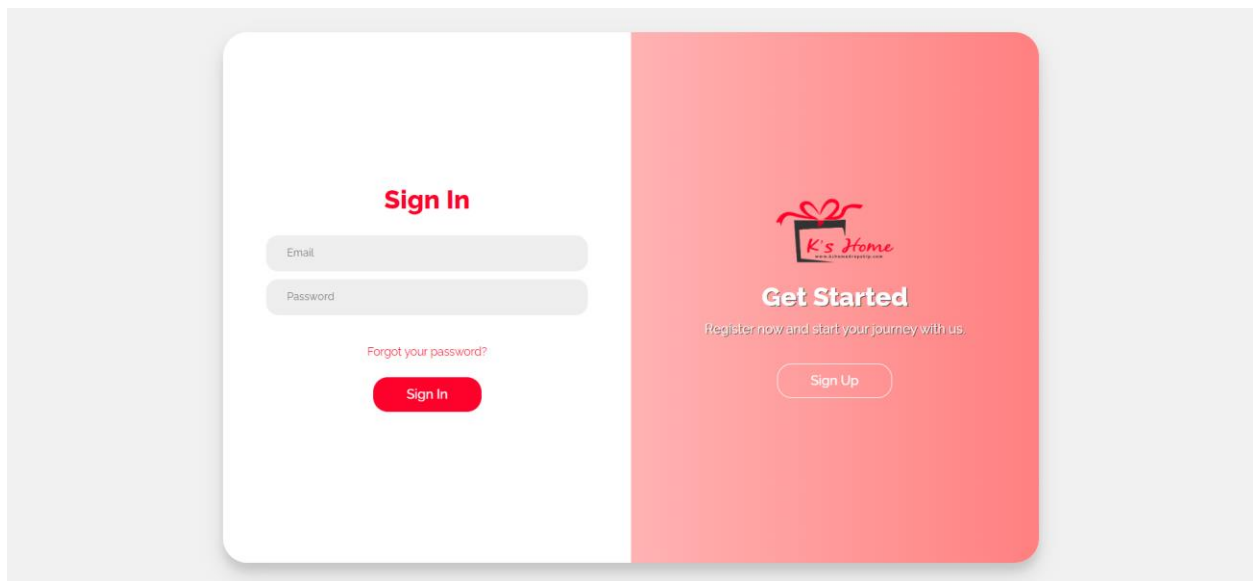 Sign In
Email
Password
Forgot your password?
Sign In
K's Home
Get Started
Register now and start your journey with us.
Sign Up